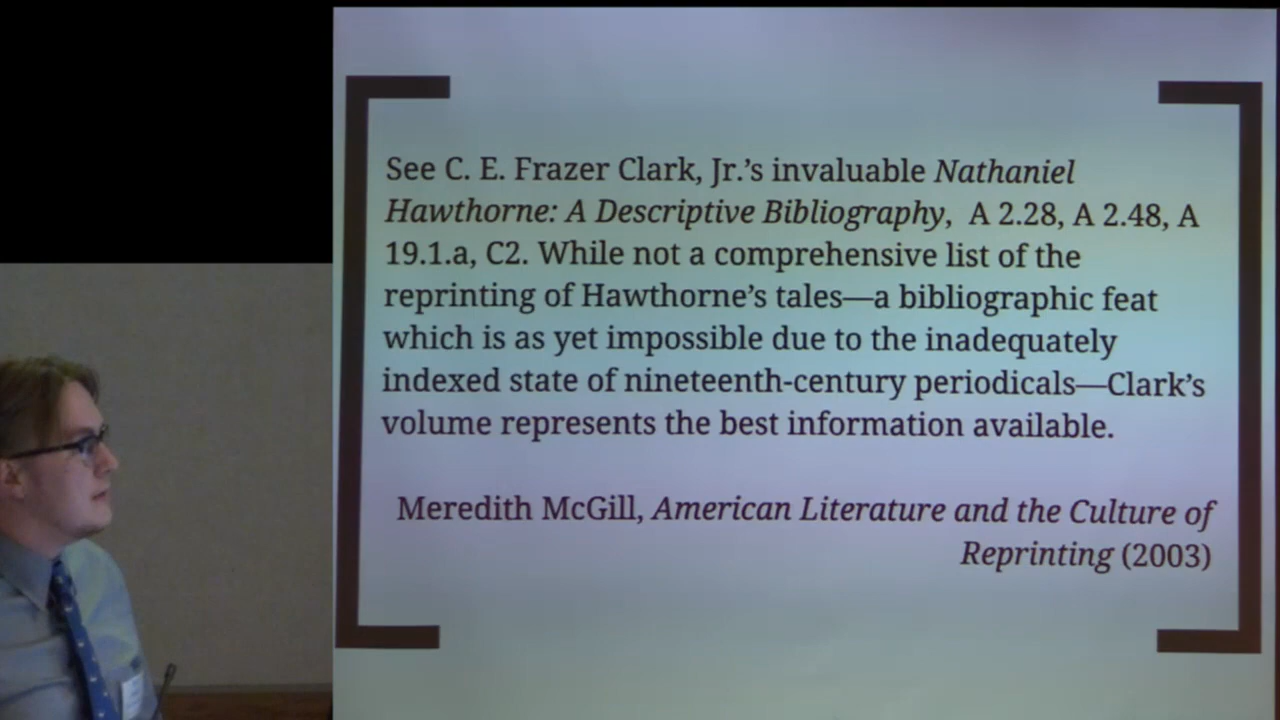 See C. E. Frazer Clark, Jr.’s invaluable Nathaniel
Hawthorne: A Descriptive Bibliography, A 2.28, A 2.48, A
19.1.a, C2. While not a comprehensive list of the
reprinting of Hawthorne’s tales—a bibliographic feat
which is as yet impossible due to the inadequately
indexed state of nineteenth-century periodicals—Clark’s
volume represents the best information available.
Meredith McGill, American Literature and the Culture of
Reprinting (2003)